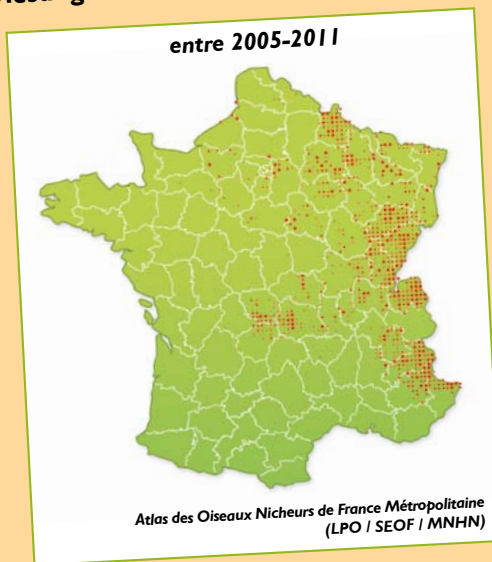 entre 2005-2011
Atlas des Oiseaux Nicheurs de France Métropolitaine
(LPO / SEOF / MNHN)